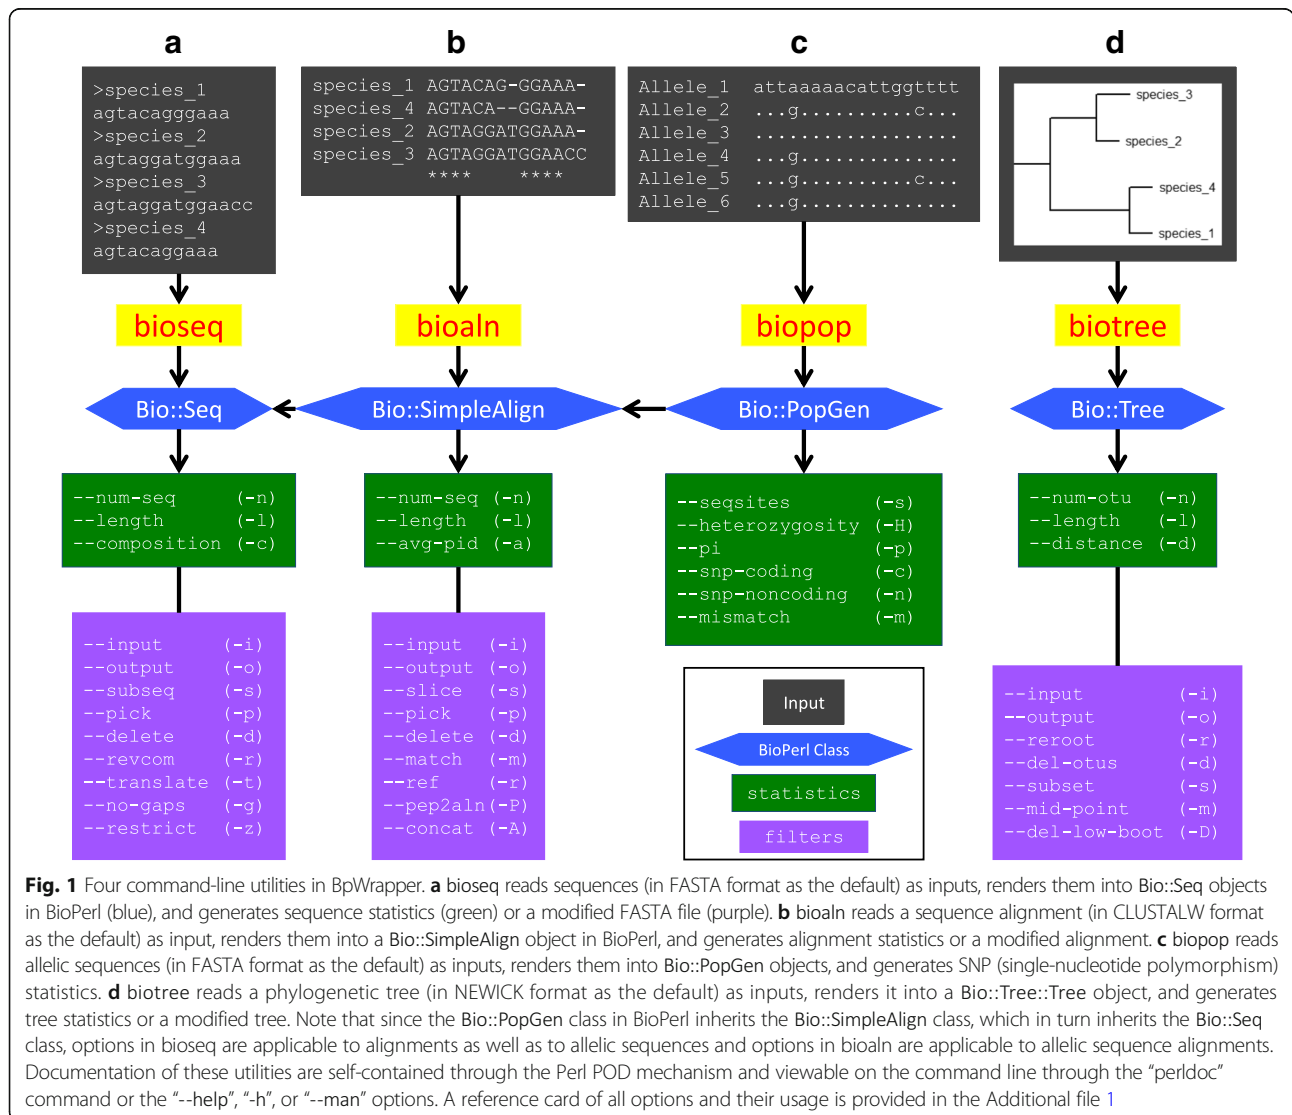 a
b
c
d
>species_1
agtacagggaaa
>species_2
agtaggatggaaa
>species_3
agtaggatggaacc
>species_4
agtacaggaaa
species_1 AGTACAG-GGAAA-
species_4 AGTACA--GGAAA-
species_2 AGTAGGATGGAAA-
species_3 AGTAGGATGGAACC
**** ****
Allele_1 attaaaaacattggtttt
Allele_2 ...g..........c...
Allele_3 ..................
Allele_4 ...g..............
Allele_5 ...g..........c...
Allele_6 ...g..............
species_3
species_2
species_4
species_1
bioseq
bioaln
biopop
biotree
Bio::Seq
Bio::SimpleAlign
Bio::PopGen
Bio::Tree
--num-seq (-n)
--length (-l)
--composition (-c)
--num-seq (-n)
--length (-l)
--avg-pid (-a)
--seqsites (-s)
--heterozygosity (-H)
--pi (-p)
--snp-coding (-c)
--snp-noncoding (-n)
--mismatch (-m)
--num-otu (-n)
--length (-l)
--distance (-d)
--input (-i)
--output (-o)
--subseq (-s)
--pick (-p)
--delete (-d)
--revcom (-r)
--translate (-t)
--no-gaps (-g)
--restrict (-z)
--input (-i)
--output (-o)
--slice (-s)
--pick (-p)
--delete (-d)
--match (-m)
--ref (-r)
--pep2aln(-P)
--concat (-A)
Input
BioPerl Class
statistics
filters
--input (-i)
--output (-o)
--reroot (-r)
--del-otus (-d)
--subset (-s)
--mid-point (-m)
--del-low-boot (-D)
Fig. 1 Four command-line utilities in BpWrapper. a bioseq reads sequences (in FASTA format as the default) as inputs, renders them into Bio::Seq objects
in BioPerl (blue), and generates sequence statistics (green) or a modified FASTA file (purple). b bioaln reads a sequence alignment (in CLUSTALW format
as the default) as input, renders them into a Bio::SimpleAlign object in BioPerl, and generates alignment statistics or a modified alignment. c biopop reads
allelic sequences (in FASTA format as the default) as inputs, renders them into Bio::PopGen objects, and generates SNP (single-nucleotide polymorphism)
statistics. d biotree reads a phylogenetic tree (in NEWICK format as the default) as inputs, renders it into a Bio::Tree::Tree object, and generates
tree statistics or a modified tree. Note that since the Bio::PopGen class in BioPerl inherits the Bio::SimpleAlign class, which in turn inherits the Bio::Seq
class, options in bioseq are applicable to alignments as well as to allelic sequences and options in bioaln are applicable to allelic sequence alignments.
Documentation of these utilities are self-contained through the Perl POD mechanism and viewable on the command line through the “perldoc”
command or the “--help”, “-h”, or “--man” options. A reference card of all options and their usage is provided in the Additional file 1